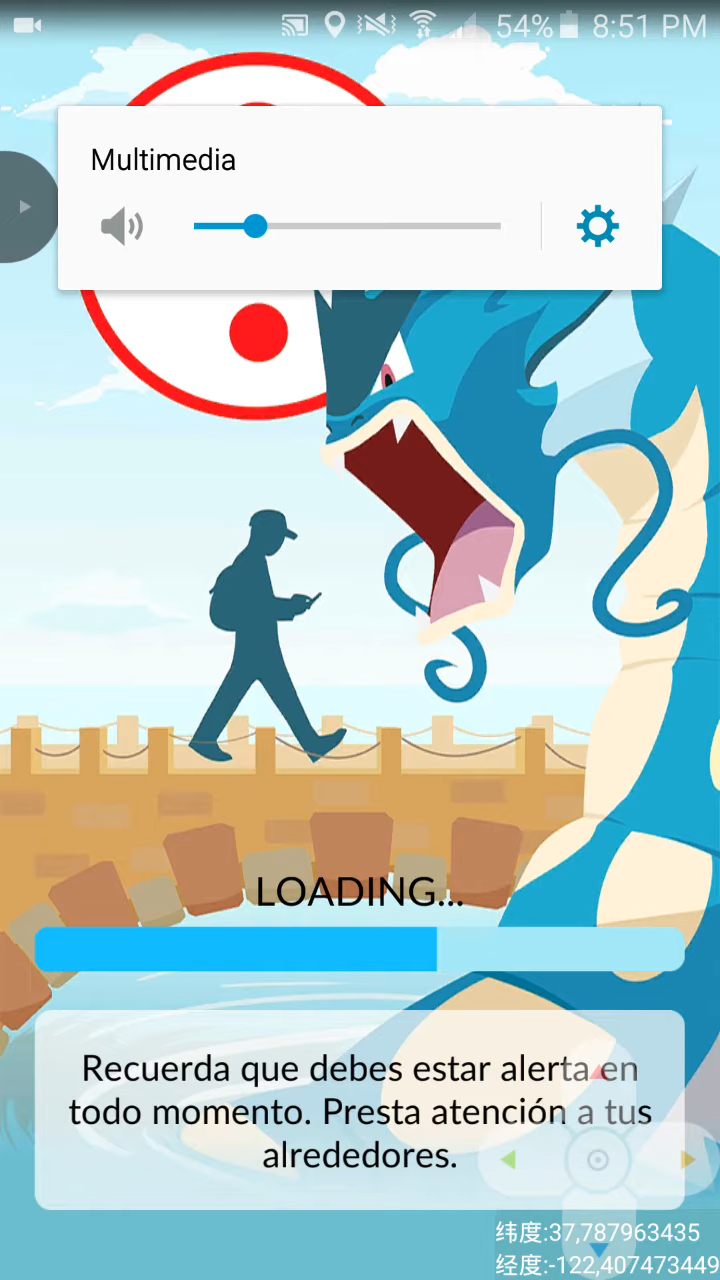 54% 8:51 PM
Multimedia
LOADING...
Recuerda que debes estar alerta en
todo momento. Presta atención a tus
alrededores.
纬度:37,787963435
经度:-122,407473449